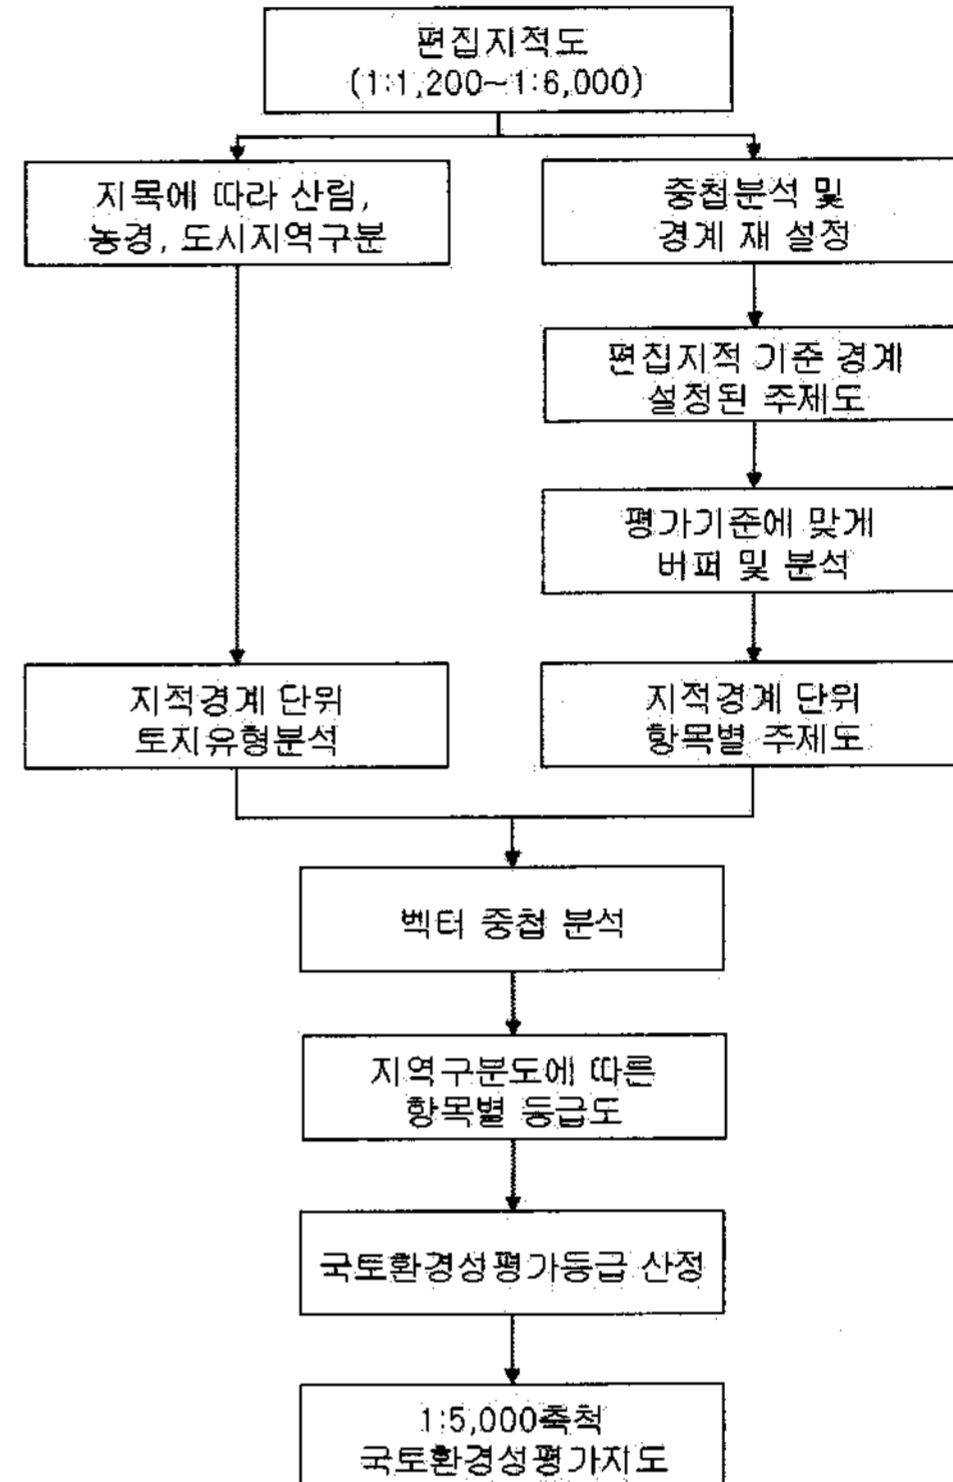 편집지적도
(1:1,200~1:6,000)
지목에 따라 산림,
농경, 도시지역구분
중첩분석 및
경계 재 설정
편집지적 기준 경계
설정된 주제도
평가기준에 맞게
버퍼 및 분석
지적경계 단위
토지유형분석
지적경계 단위
항목별 주제도
벡터 중첩 분석
지역구분도에 따른
항목별 등급도
국토환경성평가등급 산정
1:5,000축척
국토환경성평가지도